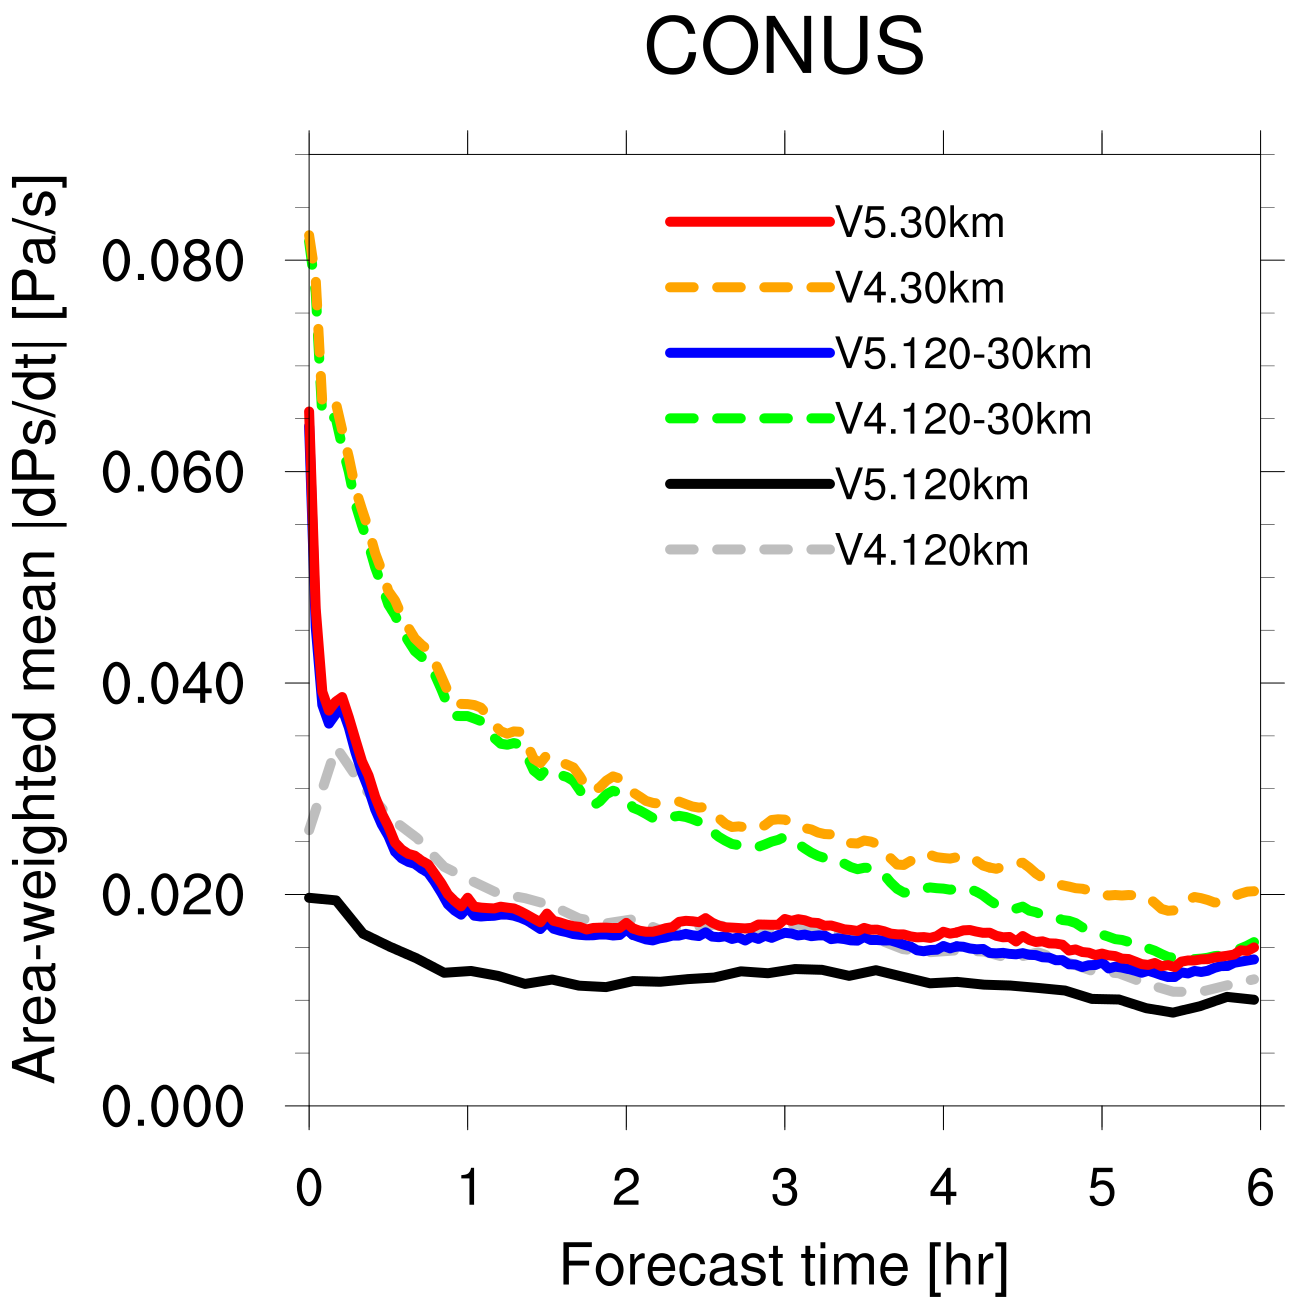 CONUS
Area-weighted mean |dPs/dt| [Pa/s]
0.080
0.060
0.040
0.020
0.000
V5.30km
V4.30km
V5.120-30km
V4.120-30km
V5.120km
V4.120km
0 1 2 3 4 5 6
Forecast time [hr]